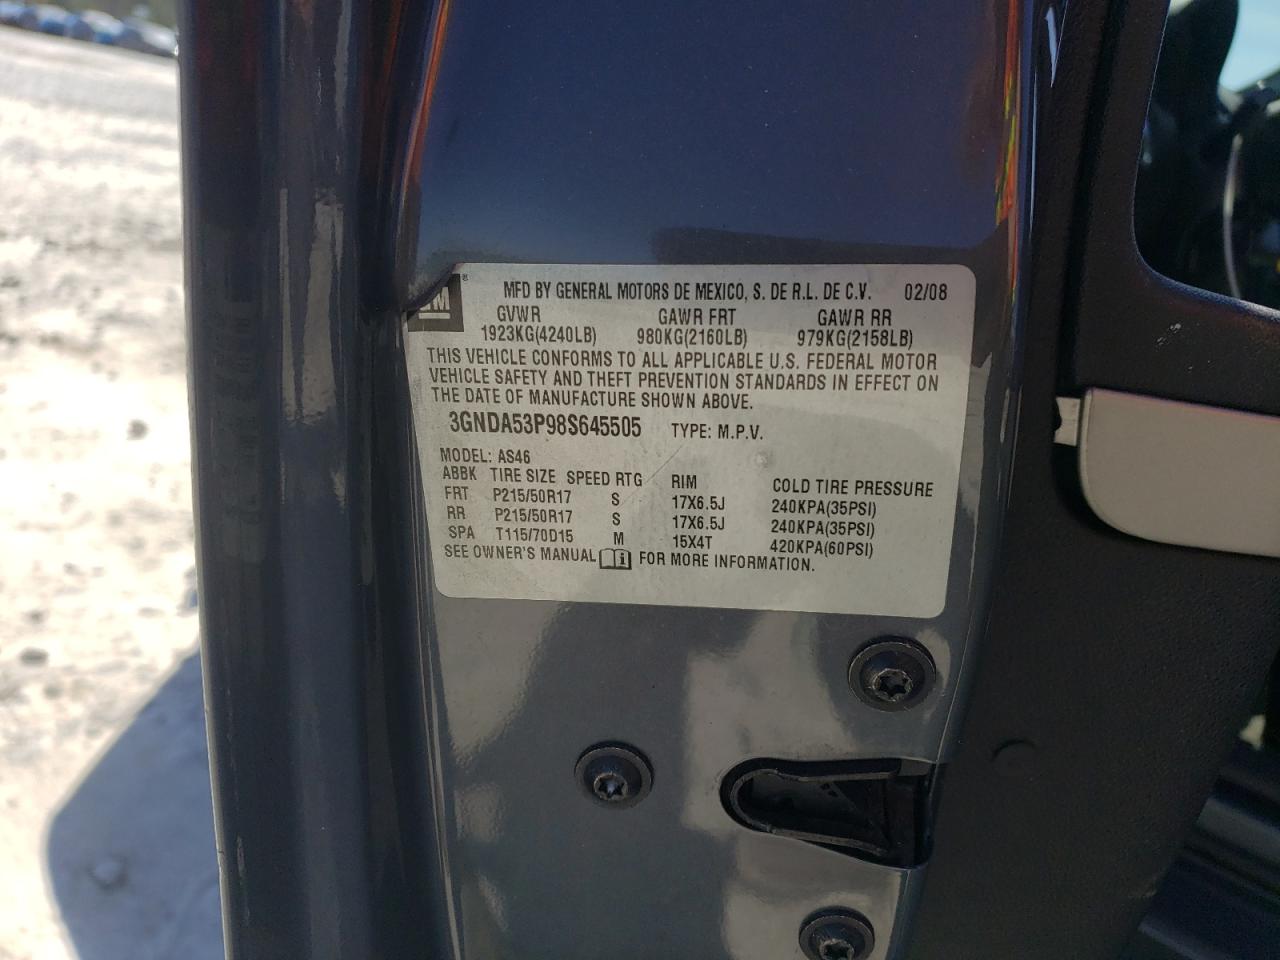 GM®
MFD BY GENERAL MOTORS DE MEXICO, S. DE R.L. DE C.V. 02/08
GVWR GAWR FRT GAWR RR
1923KG(4240LB) 980KG(2160LB) 979KG(2158LB)
THIS VEHICLE CONFORMS TO ALL APPLICABLE U.S. FEDERAL MOTOR
VEHICLE SAFETY AND THEFT PREVENTION STANDARDS IN EFFECT ON
THE DATE OF MANUFACTURE SHOWN ABOVE.
3GNDA53P98S645505 TYPE: M.P.V.
MODEL: AS46
ABBK TIRE SIZE SPEED RTG RIM COLD TIRE PRESSURE
FRT P215/50R17 S 17X6.5J 240KPA(35PSI)
RR P215/50R17 S 17X6.5J 240KPA(35PSI)
SPA T115/70D15 M 15X4T 420KPA(60PSI)
SEE OWNER'S MANUAL i FOR MORE INFORMATION.